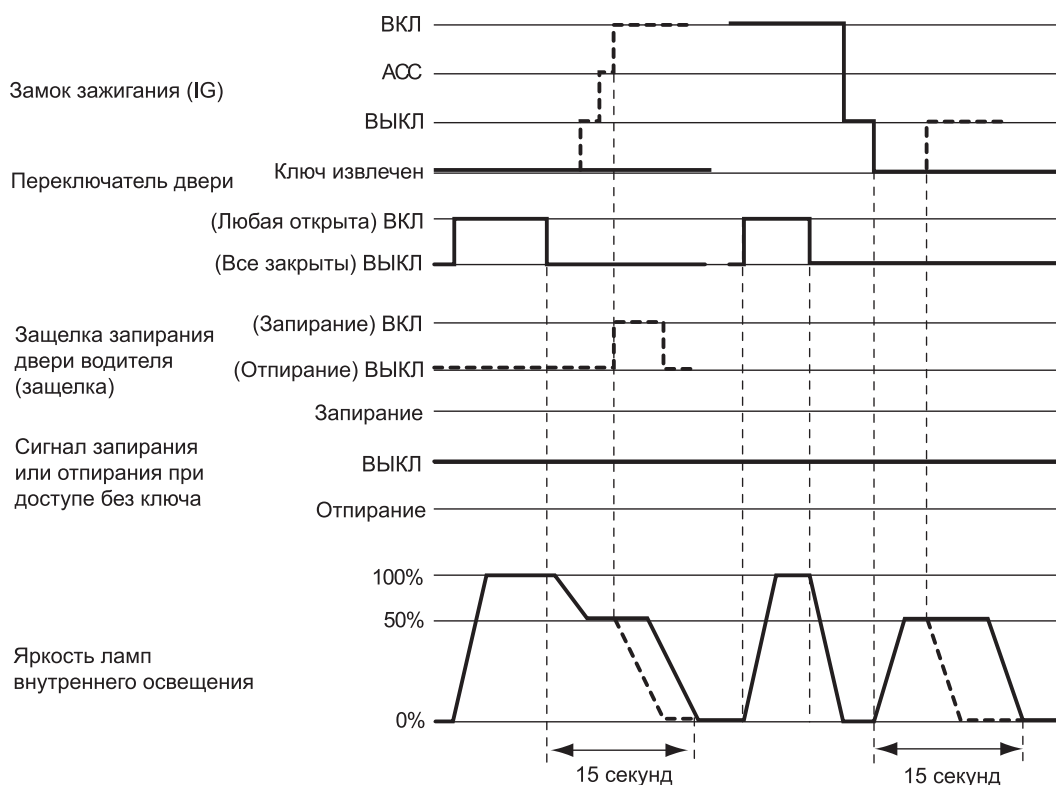 ВКЛ
ACC
Замок зажигания (IG)
ВЫКЛ
Ключ извлечен
Переключатель двери
(Любая открыта) ВКЛ
(Все закрыты) ВЫКЛ
(Запирание) ВКЛ
Защелка запирания
двери водителя
(защелка)
(Отпирание) ВЫКЛ
Запирание
Сигнал запирания
или отпирания при
доступе без ключа
ВЫКЛ
Отпирание
100%
50%
Яркость ламп
внутреннего освещения
0%
15 секунд
15 секунд